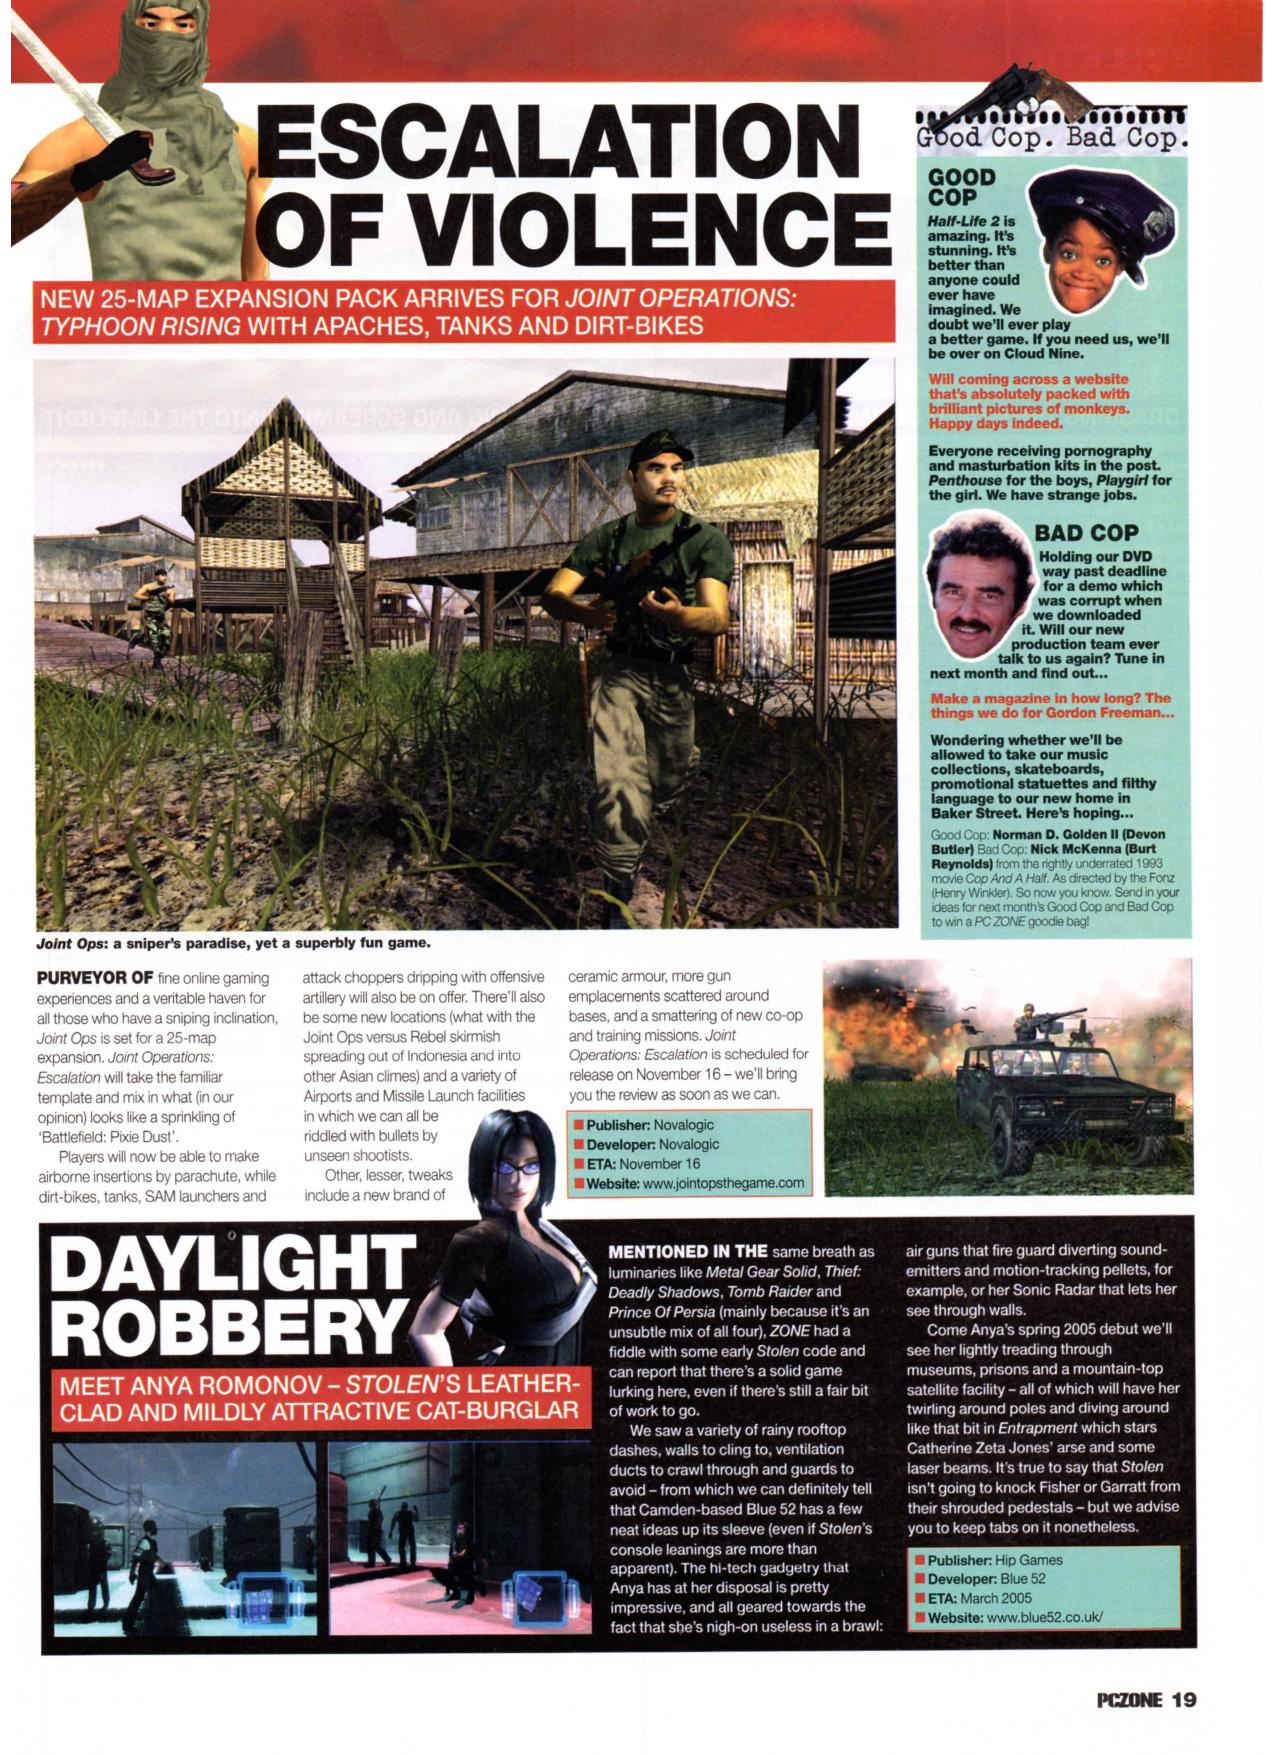 ESCALATION
OF VIOLENCE
NEW 25-MAP EXPANSION PACK ARRIVES FOR JOINT OPERATIONS:
TYPHOON RISING WITH APACHES, TANKS AND DIRT-BIKES
Joint Ops: a sniper's paradise, yet a superbly fun game.
PURVEYOR OF fine online gaming
experiences and a veritable haven for
all those who have a sniping inclination,
Joint Ops is set for a 25-map
expansion. Joint Operations:
Escalation will take the familiar
template and mix in what (in our
opinion) looks like a sprinkling of
'Battlefield: Pixie Dust'.
Players will now be able to make
airborne insertions by parachute, while
dirt-bikes, tanks, SAM launchers and
attack choppers dripping with offensive
artillery will also be on offer. There'll also
be some new locations (what with the
Joint Ops versus Rebel skirmish
spreading out of Indonesia and into
other Asian climes) and a variety of
Airports and Missile Launch facilities
in which we can all be
riddled with bullets by
unseen shootists.
Other, lesser, tweaks
include a new brand of
ceramic armour, more gun
emplacements scattered around
bases, and a smattering of new co-op
and training missions. Joint
Operations: Escalation is scheduled for
release on November 16 – we'll bring
you the review as soon as we can.
Publisher: Novalogic
Developer: Novalogic
ETA: November 16
Website: www.jointopsthegame.com
Good Cop. Bad Cop.
GOOD
COP
Half-Life 2 is
amazing. It's
stunning. It's
better than
anyone could
ever have
imagined. We
doubt we'll ever play
a better game. If you need us, we'll
be over on Cloud Nine.
Will coming across a website
that's absolutely packed with
brilliant pictures of monkeys.
Happy days indeed.
Everyone receiving pornography
and masturbation kits in the post.
Penthouse for the boys, Playgirl for
the girl. We have strange jobs.
BAD COP
Holding our DVD
way past deadline
for a demo which
was corrupt when
we downloaded
it. Will our new
production team ever
talk to us again? Tune in
next month and find out...
Make a magazine in how long? The
things we do for Gordon Freeman...
Wondering whether we'll be
allowed to take our music
collections, skateboards,
promotional statuettes and filthy
language to our new home in
Baker Street. Here's hoping...
Good Cop: Norman D. Golden II (Devon
Butler) Bad Cop: Nick McKenna (Burt
Reynolds) from the rightly underrated 1993
movie Cop And A Half. As directed by the Fonz
(Henry Winkler). So now you know. Send in your
ideas for next month's Good Cop and Bad Cop
to win a PC ZONE goodie bag!
DAYLIGHT
ROBBERY
MEET ANYA ROMONOV – STOLEN'S LEATHER-
CLAD AND MILDLY ATTRACTIVE CAT-BURGLAR
MENTIONED IN THE same breath as
luminaries like Metal Gear Solid, Thief:
Deadly Shadows, Tomb Raider and
Prince Of Persia (mainly because it's an
unsubtle mix of all four), ZONE had a
fiddle with some early Stolen code and
can report that there's a solid game
lurking here, even if there's still a fair bit
of work to go.
We saw a variety of rainy rooftop
dashes, walls to cling to, ventilation
ducts to crawl through and guards to
avoid – from which we can definitely tell
that Camden-based Blue 52 has a few
neat ideas up its sleeve (even if Stolen's
console leanings are more than
apparent). The hi-tech gadgetry that
Anya has at her disposal is pretty
impressive, and all geared towards the
fact that she's nigh-on useless in a brawl:
air guns that fire guard diverting sound-
emitters and motion-tracking pellets, for
example, or her Sonic Radar that lets her
see through walls.
Come Anya's spring 2005 debut we'll
see her lightly treading through
museums, prisons and a mountain-top
satellite facility – all of which will have her
twirling around poles and diving around
like that bit in Entrapment which stars
Catherine Zeta Jones' arse and some
laser beams. It's true to say that Stolen
isn't going to knock Fisher or Garratt from
their shrouded pedestals – but we advise
you to keep tabs on it nonetheless.
Publisher: Hip Games
Developer: Blue 52
ETA: March 2005
Website: www.blue52.co.uk/
PCZONE 19